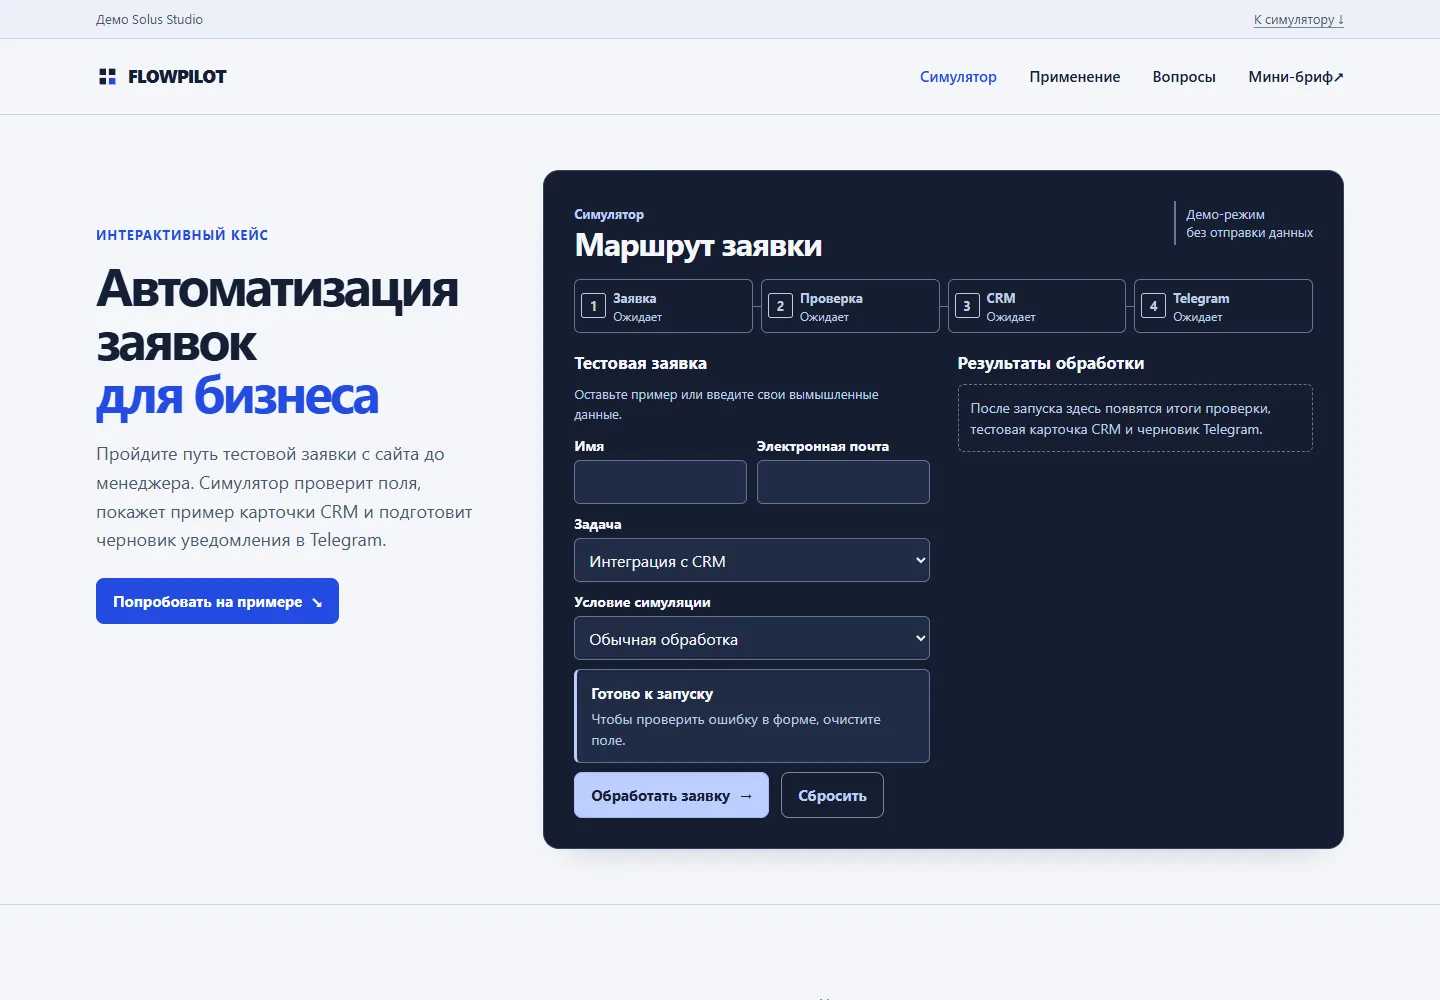 Демо Solus Studio
К симулятору ↓
FLOWPILOT
Симулятор
Применение
Вопросы
Мини-бриф↗
ИНТЕРАКТИВНЫЙ КЕЙС
Автоматизация
заявок
для бизнеса
Пройдите путь тестовой заявки с сайта до
менеджера. Симулятор проверит поля,
покажет пример карточки CRM и подготовит
черновик уведомления в Telegram.
Попробовать на примере ↘
Симулятор
Маршрут заявки
Демо-режим
без отправки данных
1 Заявка
Ожидает
2 Проверка
Ожидает
3 CRM
Ожидает
4 Telegram
Ожидает
Тестовая заявка
Оставьте пример или введите свои вымышленные
данные.
Имя
Электронная почта
Задача
Интеграция с CRM
Условие симуляции
Обычная обработка
Готово к запуску
Чтобы проверить ошибку в форме, очистите
поле.
Обработать заявку →
Сбросить
Результаты обработки
После запуска здесь появятся итоги проверки,
тестовая карточка CRM и черновик Telegram.